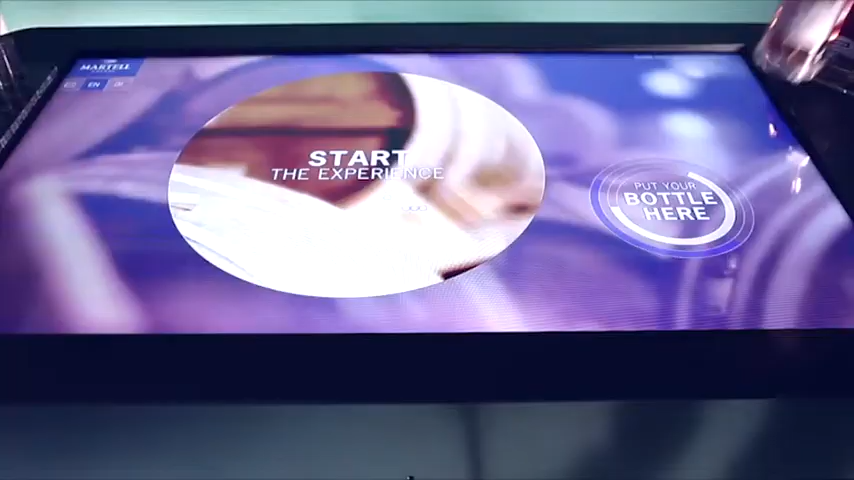 MARTELL
EN
START
THE EXPERIENCE
PUT YOUR
BOTTLE
HERE